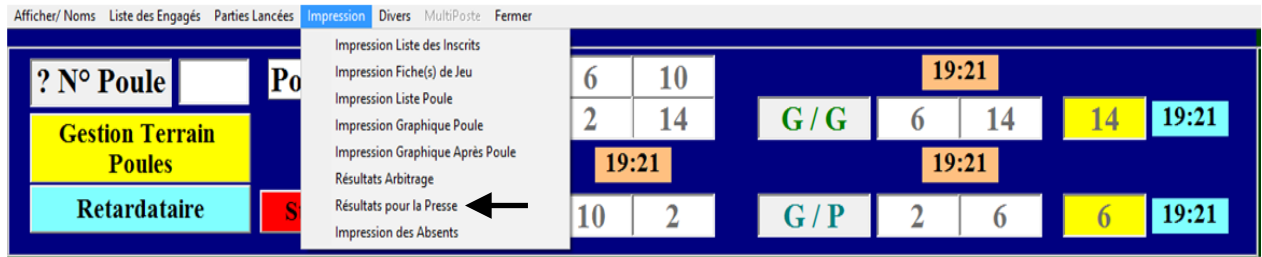 Afficher/ Noms Liste des Engagés Parties Lancées Impression Divers MultiPoste Fermer
Impression Liste des Inscrits
Impression Fiche(s) de Jeu
Impression Liste Poule
Impression Graphique Poule
Impression Graphique Après Poule
Résultats Arbitrage
Résultats pour la Presse
Impression des Absents
? N° Poule Po 6 10 19:21
Gestion Terrain
Poules
2 14 G / G 6 14 14 19:21
19:21 19:21
Retardataire S 10 2 G / P 2 6 6 19:21